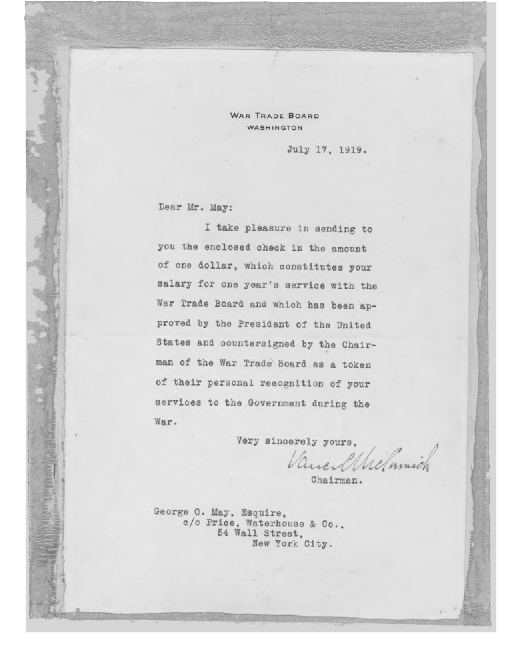 WAR TRADE BOARD
WASHINGTON
July 17, 1919.
Dear Mr. May:
I take pleasure in sending to
you the enclosed check in the amount
of one dollar, which constitutes your
salary for one year's service with the
War Trade Board and which has been ap-
proved by the President of the United
States and countersigned by the Chair-
man of the War Trade Board as a token
of their personal recognition of your
services to the Government during the
War.
Very sincerely yours,
Vance C McCormick
Chairman.
George O. May, Esquire,
c/o Price, Waterhouse & Co.,
54 Wall Street,
New York City.